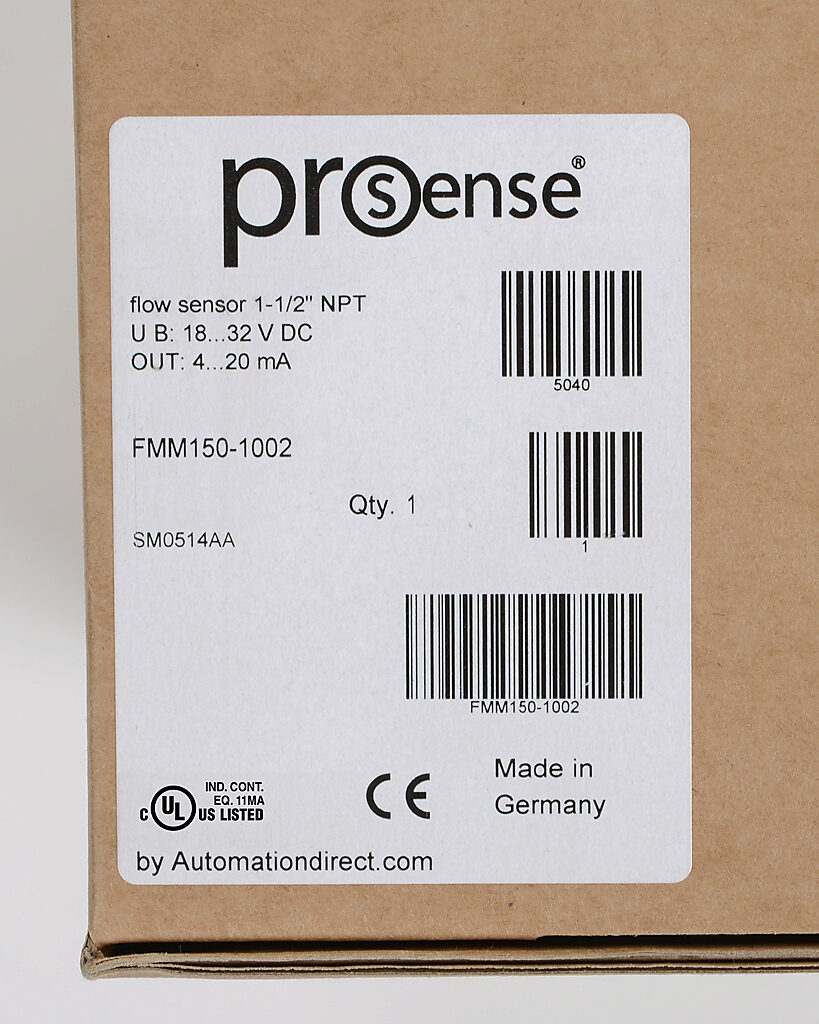 prosense®
flow sensor 1-1/2" NPT
U B: 18...32 V DC
OUT: 4...20 mA
5040
FMM150-1002
Qty. 1
1
SM0514AA
FMM150-1002
IND. CONT.
EQ. 11MA
C UL US LISTED
CE
Made in
Germany
by Automationdirect.com